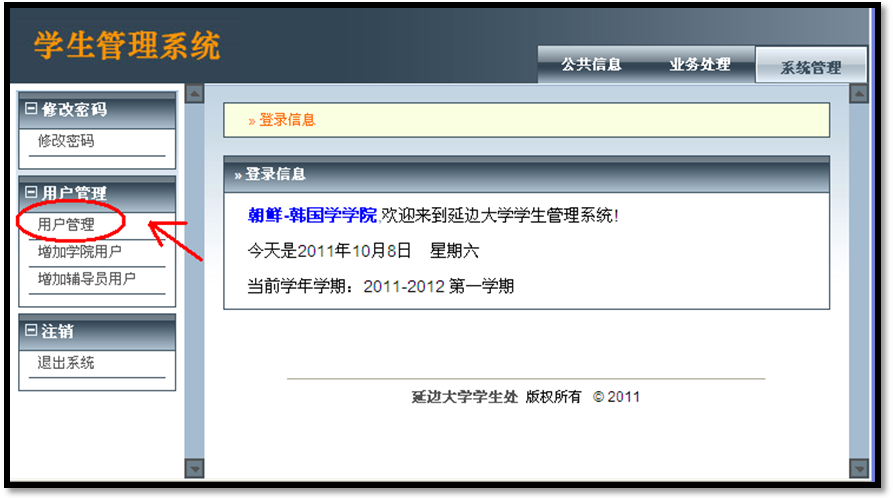 学生管理系统
公共信息 业务处理 系统管理
修改密码
修改密码
用户管理
用户管理
增加学院用户
增加辅导员用户
注销
退出系统
» 登录信息
» 登录信息
朝鲜-韩国学学院,欢迎来到延边大学学生管理系统!
今天是2011年10月8日 星期六
当前学年学期：2011-2012 第一学期
延边大学学生处 版权所有 © 2011